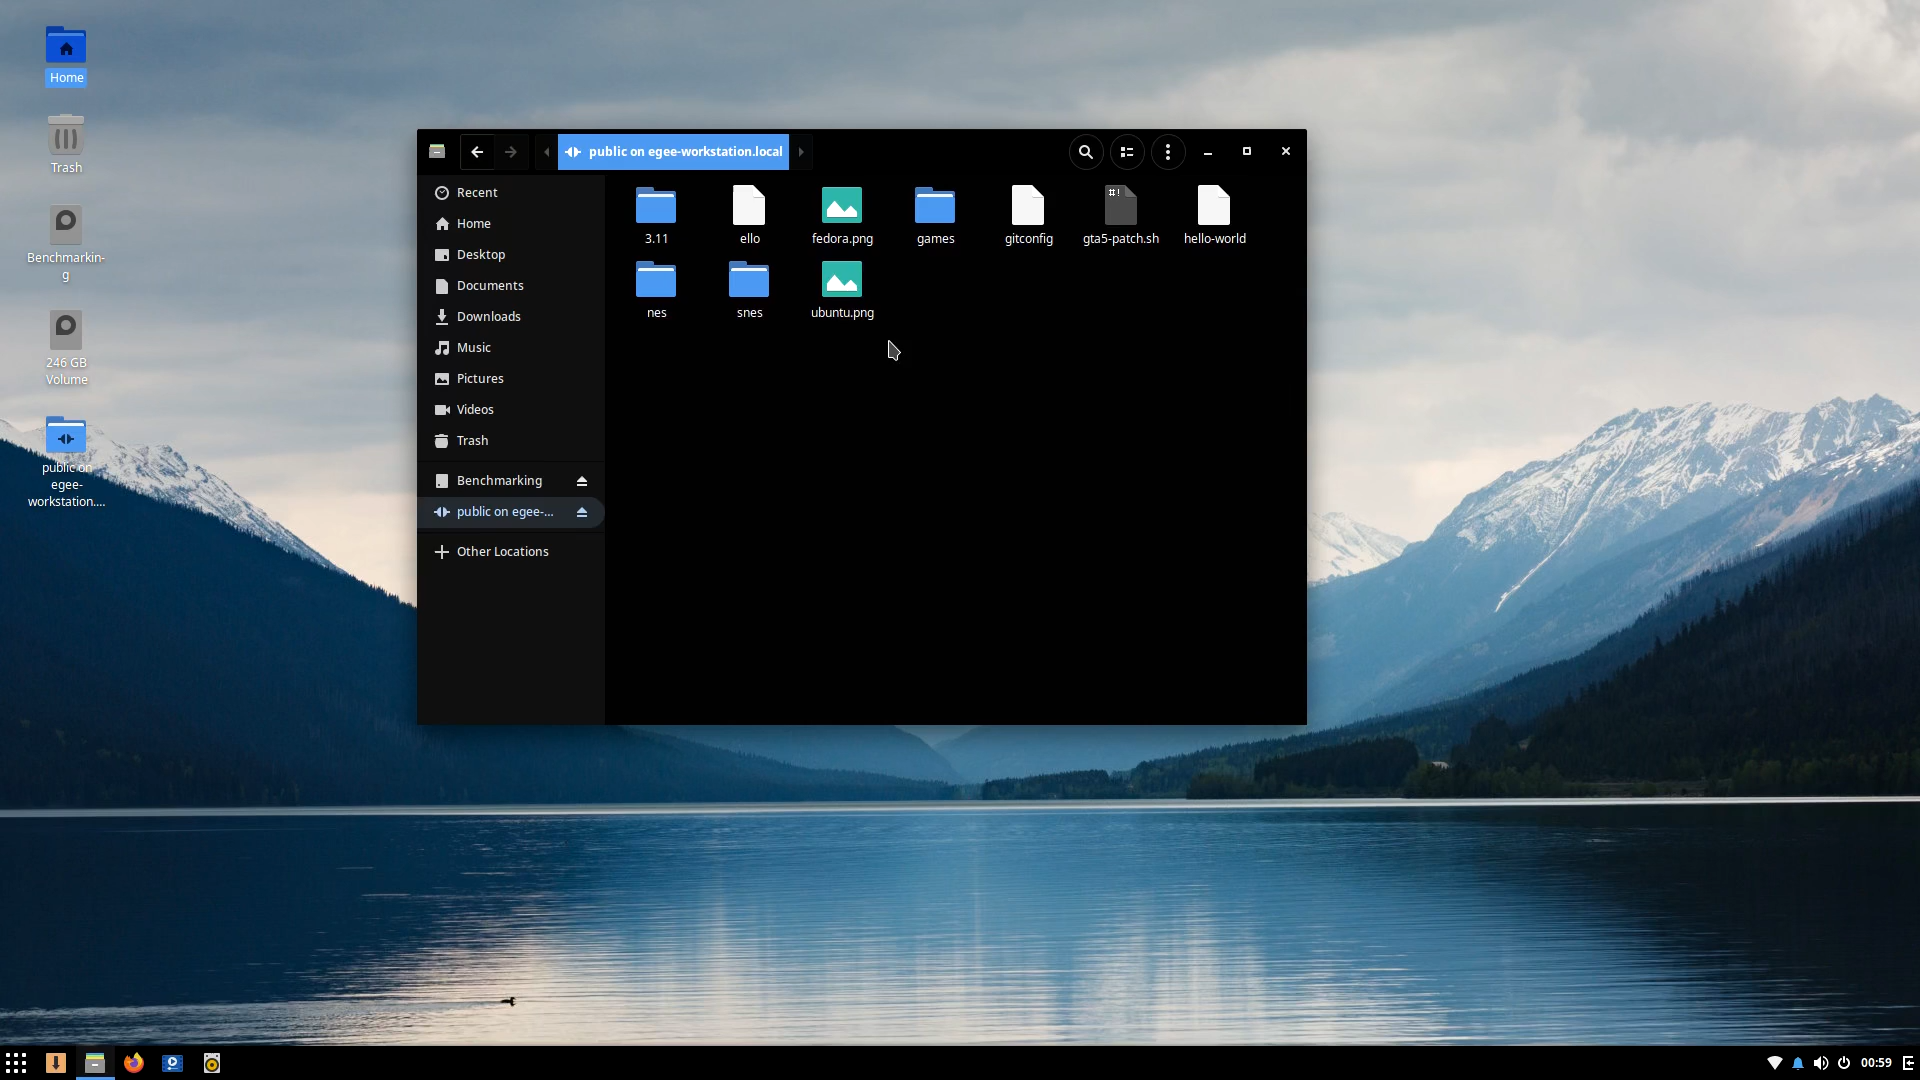 Home
Trash
Benchmarkin-
g
246 GB
Volume
public on
egee-
workstation....
public on egee-workstation.local
Recent
Home
Desktop
Documents
Downloads
Music
Pictures
Videos
Trash
Benchmarking
public on egee-...
Other Locations
3.11
ello
fedora.png
games
gitconfig
#!
gta5-patch.sh
hello-world
nes
snes
ubuntu.png
00:59